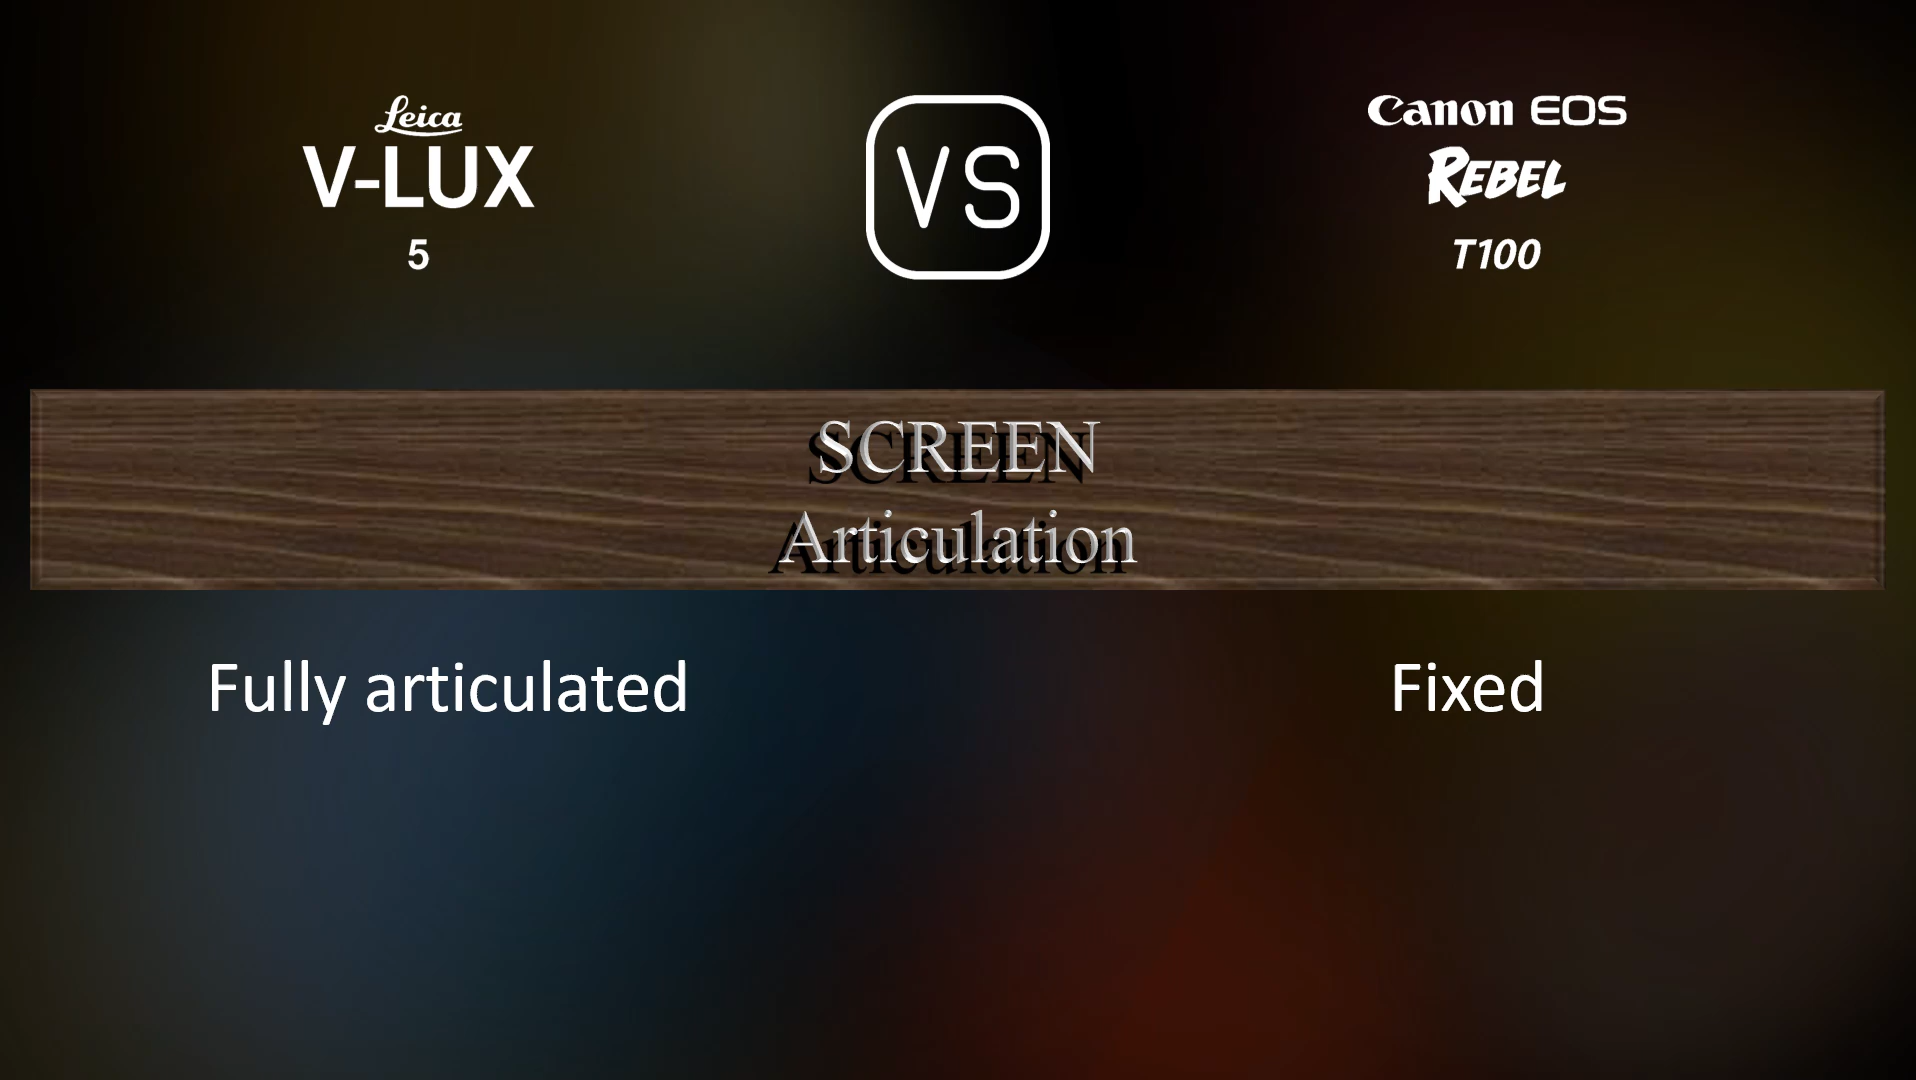 Leica
V-LUX
5
VS
Canon EOS
REBEL
T100
SCREEN
Articulation
Fully articulated
Fixed